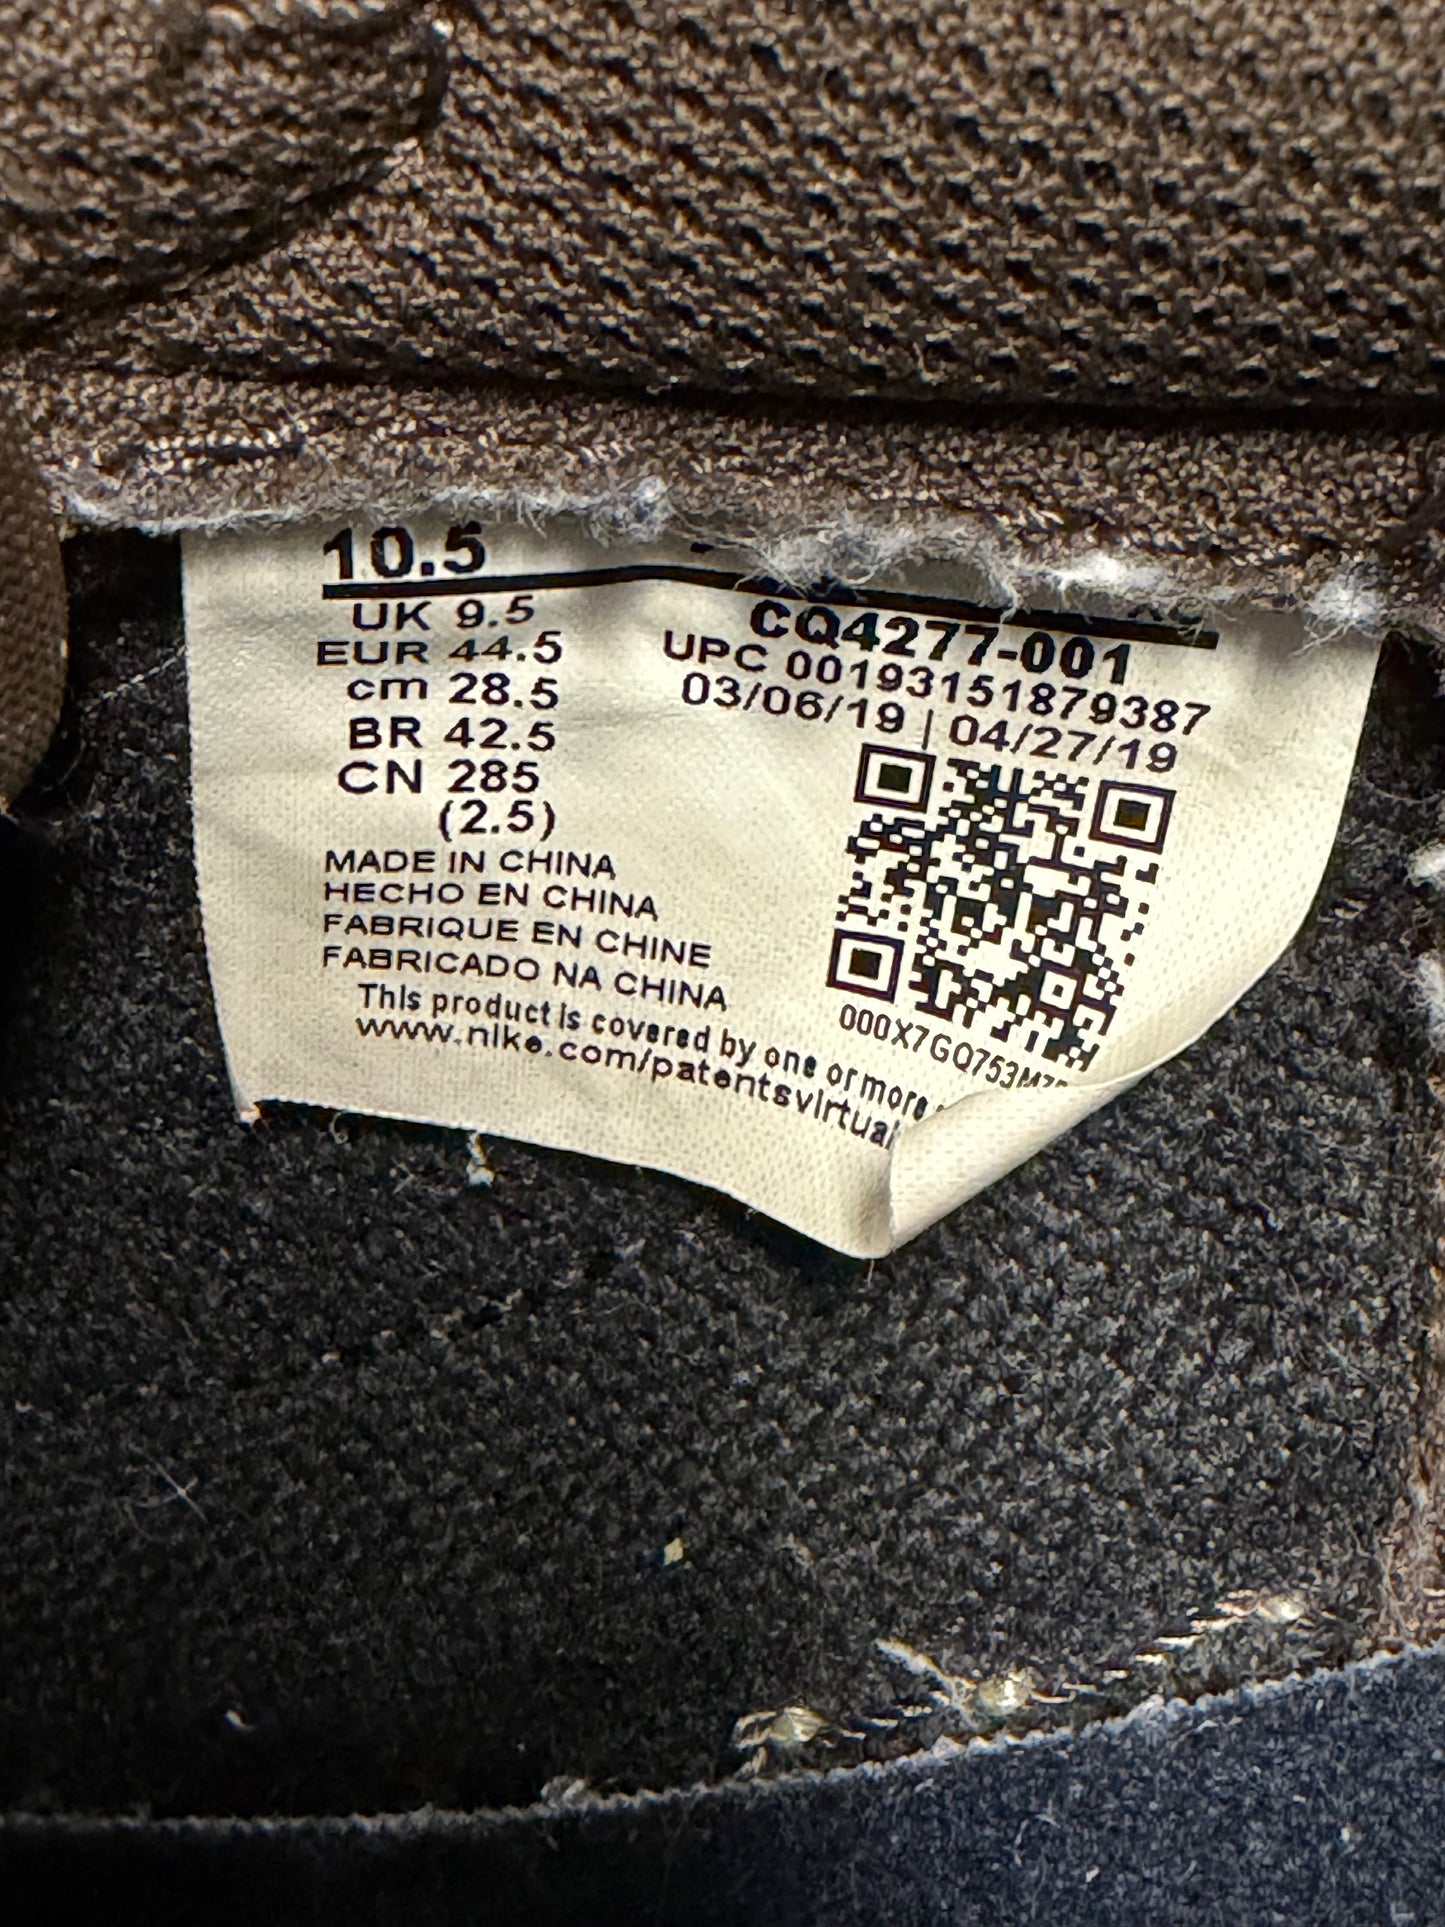 10.5
UK 9.5
EUR 44.5
cm 28.5
BR 42.5
CN 285
(2.5)
CQ4277-001
UPC 00193151879387
03/06/19 | 04/27/19
MADE IN CHINA
HECHO EN CHINA
FABRIQUE EN CHINE
FABRICADO NA CHINA
This product is covered by one or more
www.nike.com/patentsvirtual